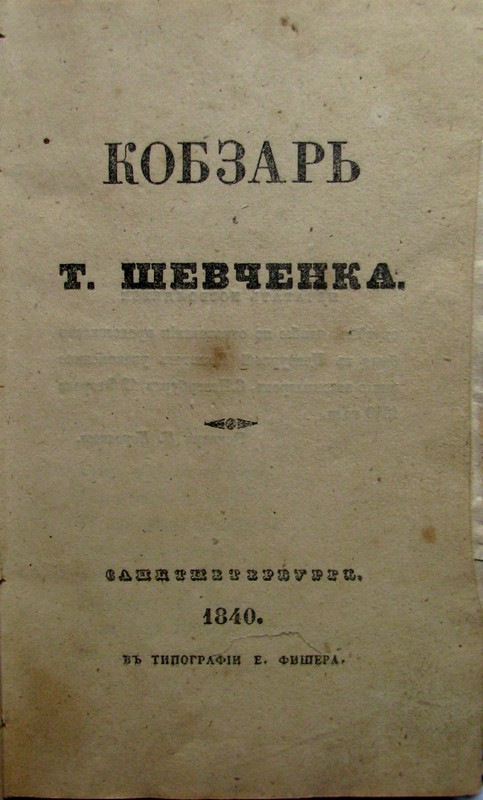 КОБЗАРЬ
Т. ШЕВЧЕНКА.
САНКТПЕТЕРБУРГЪ.
1840.
ВЪ ТИПОГРАФІИ Е. ФИШЕРА.